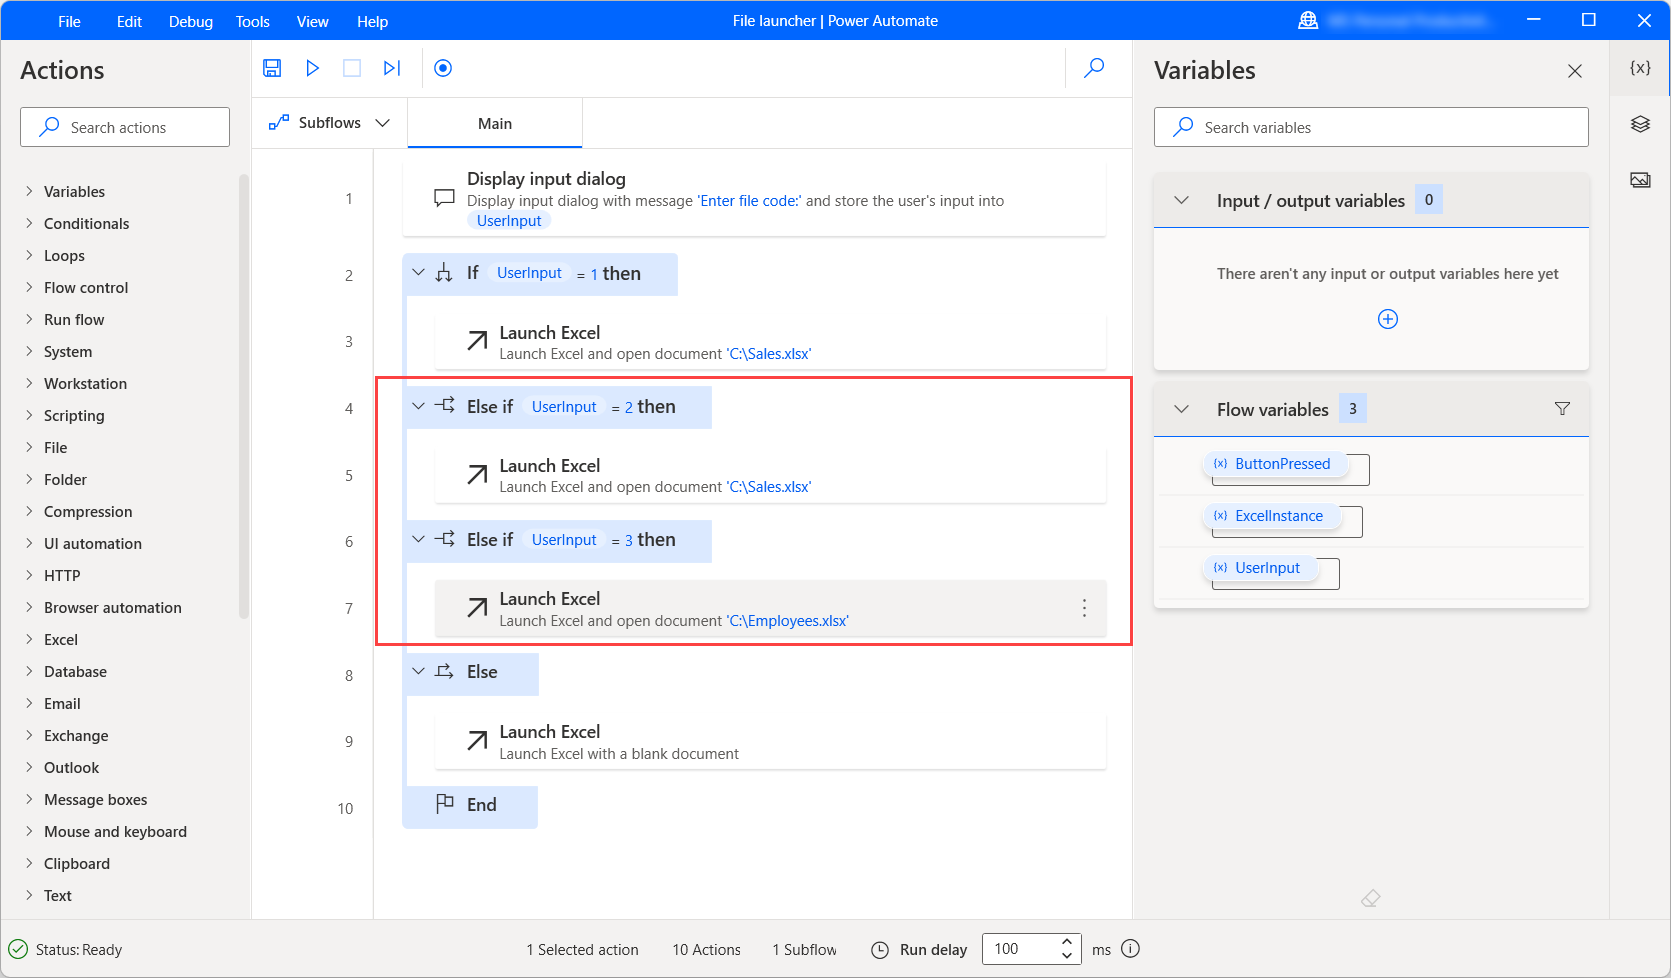 File Edit Debug Tools View Help
File launcher | Power Automate
Actions
Search actions
Variables
Conditionals
Loops
Flow control
Run flow
System
Workstation
Scripting
File
Folder
Compression
UI automation
HTTP
Browser automation
Excel
Database
Email
Exchange
Outlook
Message boxes
Mouse and keyboard
Clipboard
Text
Subflows
Main
1
Display input dialog
Display input dialog with message 'Enter file code:' and store the user's input into
UserInput
2
If UserInput = 1 then
3
Launch Excel
Launch Excel and open document 'C:\Sales.xlsx'
4
Else if UserInput = 2 then
5
Launch Excel
Launch Excel and open document 'C:\Sales.xlsx'
6
Else if UserInput = 3 then
7
Launch Excel
Launch Excel and open document 'C:\Employees.xlsx'
8
Else
9
Launch Excel
Launch Excel with a blank document
10
End
Variables
{x}
Search variables
Input / output variables 0
There aren't any input or output variables here yet
Flow variables 3
{x} ButtonPressed
{x} ExcelInstance
{x} UserInput
Status: Ready
1 Selected action
10 Actions
1 Subflow
Run delay 100 ms